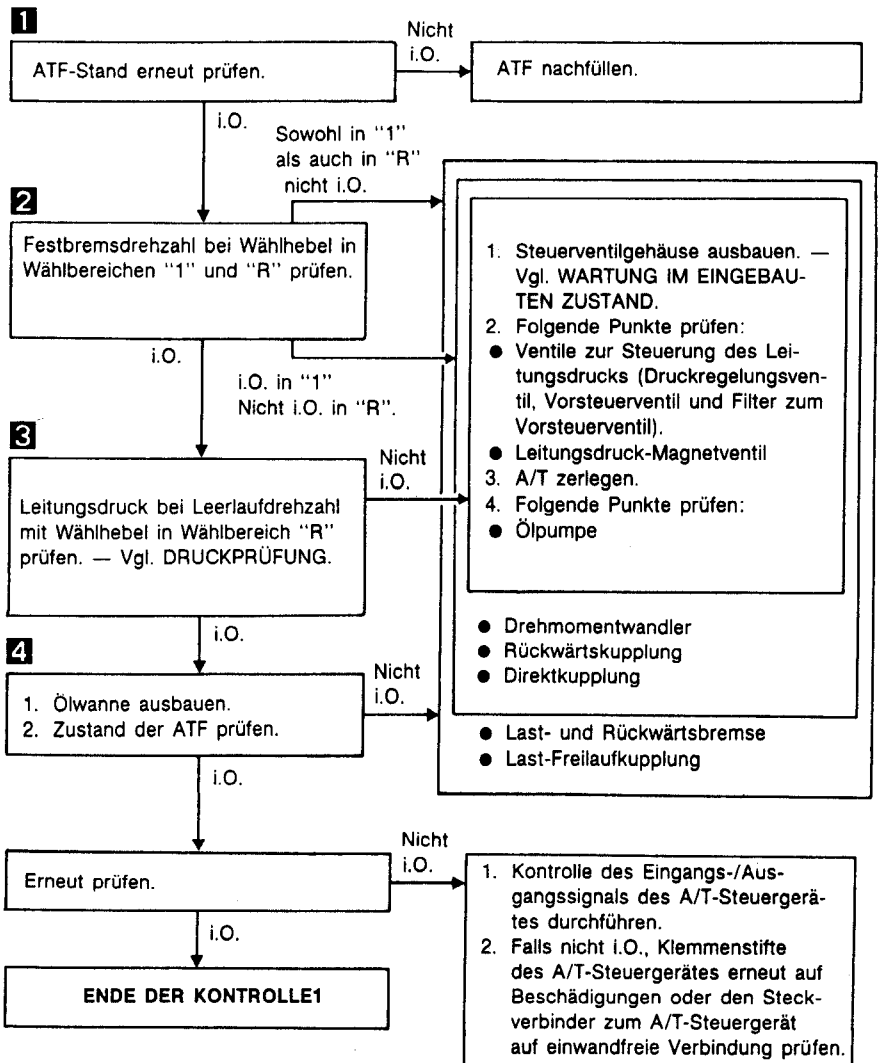 1
Nicht
i.O.
ATF-Stand erneut prüfen.
ATF nachfüllen.
i.O.
Sowohl in "1"
als auch in "R"
nicht i.O.
2
Festbremsdrehzahl bei Wählhebel in
Wählbereichen "1" und "R" prüfen.
i.O.
i.O. in "1"
Nicht i.O. in "R".
1. Steuerventilgehäuse ausbauen. —
Vgl. WARTUNG IM EINGEBAU-
TEN ZUSTAND.
2. Folgende Punkte prüfen:
● Ventile zur Steuerung des Lei-
tungsdrucks (Druckregelungsven-
til, Vorsteuerventil und Filter zum
Vorsteuerventil).
● Leitungsdruck-Magnetventil
3. A/T zerlegen.
4. Folgende Punkte prüfen:
● Ölpumpe
● Drehmomentwandler
● Rückwärtskupplung
● Direktkupplung
● Last- und Rückwärtsbremse
● Last-Freilaufkupplung
3
Nicht
i.O.
Leitungsdruck bei Leerlaufdrehzahl
mit Wählhebel in Wählbereich "R"
prüfen. — Vgl. DRUCKPRÜFUNG.
i.O.
4
Nicht
i.O.
1. Ölwanne ausbauen.
2. Zustand der ATF prüfen.
i.O.
Nicht
i.O.
Erneut prüfen.
i.O.
ENDE DER KONTROLLE1
1. Kontrolle des Eingangs-/Aus-
gangssignals des A/T-Steuergerä-
tes durchführen.
2. Falls nicht i.O., Klemmenstifte
des A/T-Steuergerätes erneut auf
Beschädigungen oder den Steck-
verbinder zum A/T-Steuergerät
auf einwandfreie Verbindung prüfen.